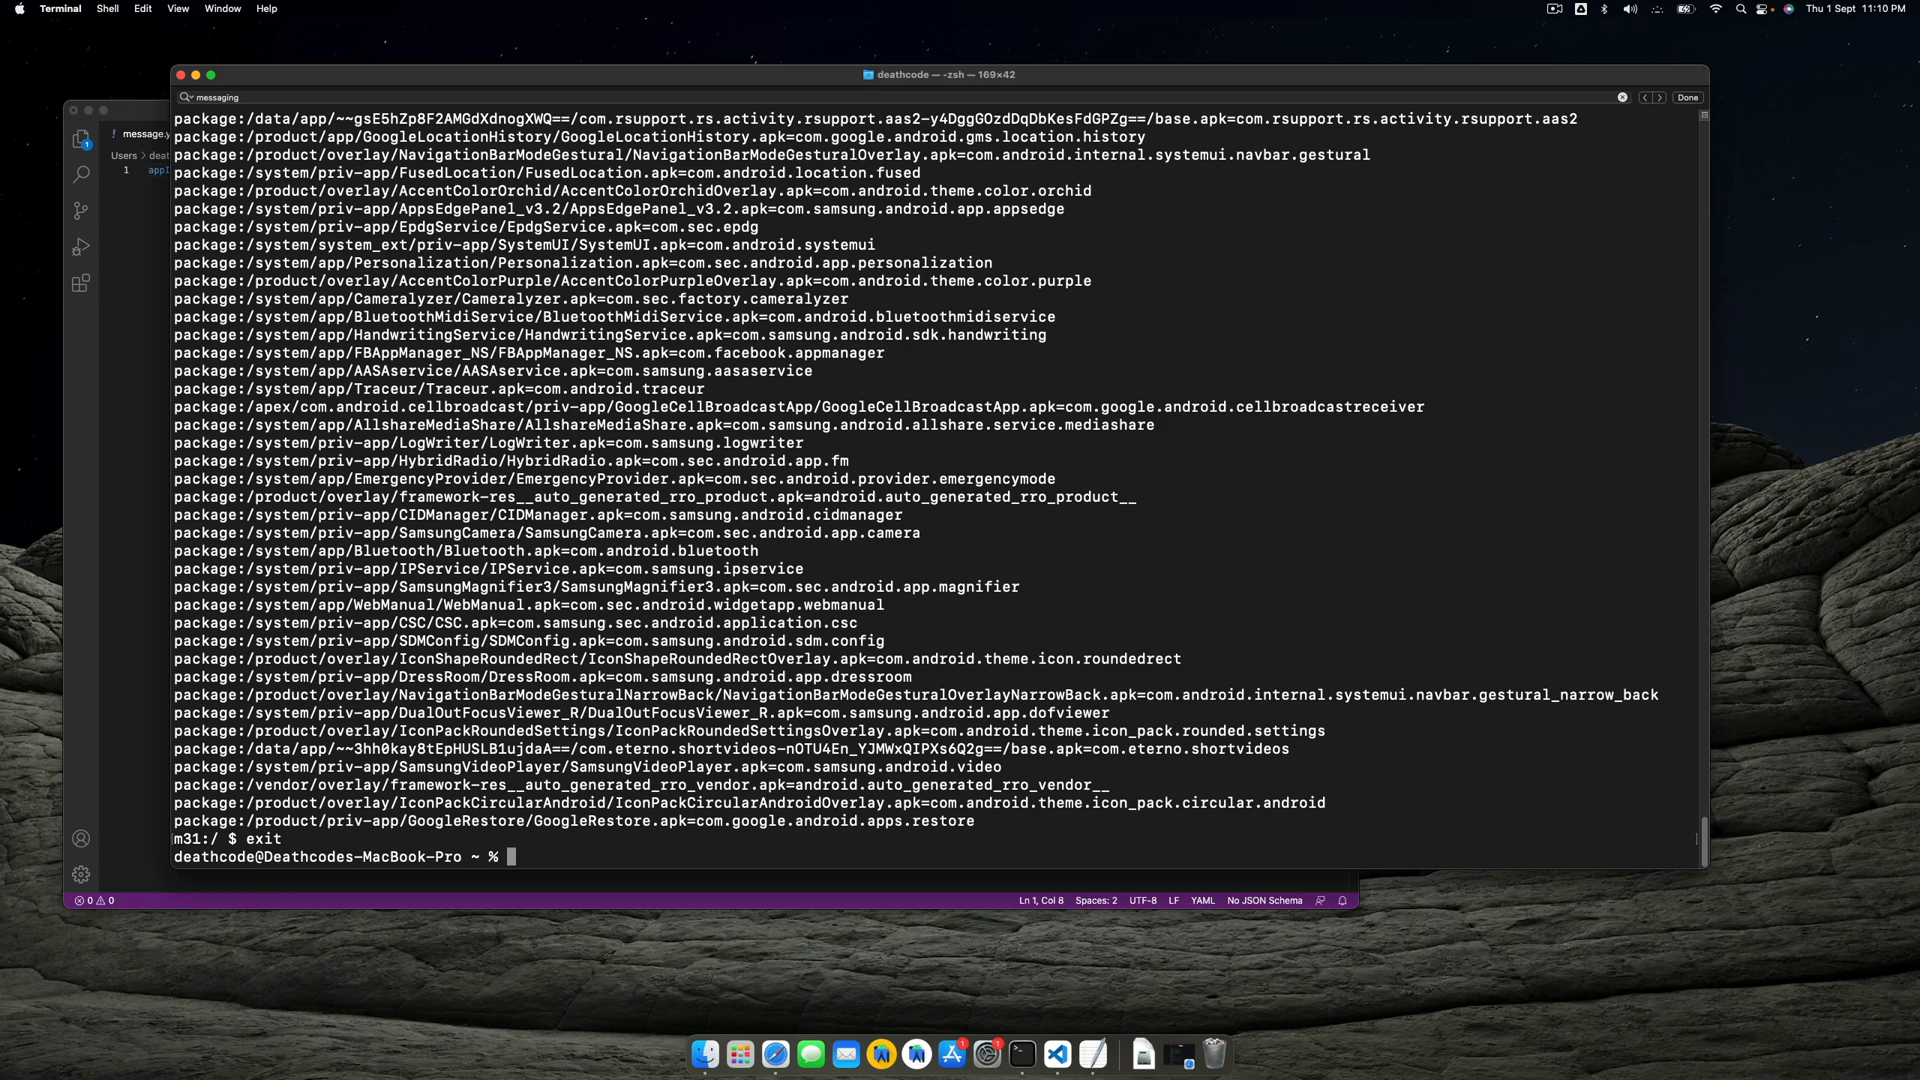 Terminal Shell Edit View Window Help
Thu 1 Sept 11:10 PM
deathcode — -zsh — 169×42
messaging
Done
message.y
Users > deat
1 appI
1
package:/data/app/~~gsE5hZp8F2AMGdXdnogXWQ==/com.rsupport.rs.activity.rsupport.aas2-y4DggGOzdDqDbKesFdGPZg==/base.apk=com.rsupport.rs.activity.rsupport.aas2
package:/product/app/GoogleLocationHistory/GoogleLocationHistory.apk=com.google.android.gms.location.history
package:/product/overlay/NavigationBarModeGestural/NavigationBarModeGesturalOverlay.apk=com.android.internal.systemui.navbar.gestural
package:/system/priv-app/FusedLocation/FusedLocation.apk=com.android.location.fused
package:/product/overlay/AccentColorOrchid/AccentColorOrchidOverlay.apk=com.android.theme.color.orchid
package:/system/priv-app/AppsEdgePanel_v3.2/AppsEdgePanel_v3.2.apk=com.samsung.android.app.appsedge
package:/system/priv-app/EpdgService/EpdgService.apk=com.sec.epdg
package:/system/system_ext/priv-app/SystemUI/SystemUI.apk=com.android.systemui
package:/system/priv-app/Personalization/Personalization.apk=com.sec.android.app.personalization
package:/product/overlay/AccentColorPurple/AccentColorPurpleOverlay.apk=com.android.theme.color.purple
package:/system/app/Cameralyzer/Cameralyzer.apk=com.sec.factory.cameralyzer
package:/system/app/BluetoothMidiService/BluetoothMidiService.apk=com.android.bluetoothmidiservice
package:/system/app/HandwritingService/HandwritingService.apk=com.samsung.android.sdk.handwriting
package:/system/app/FBAppManager_NS/FBAppManager_NS.apk=com.facebook.appmanager
package:/system/app/AASAservice/AASAservice.apk=com.samsung.aasaservice
package:/system/app/Traceur/Traceur.apk=com.android.traceur
package:/apex/com.android.cellbroadcast/priv-app/GoogleCellBroadcastApp/GoogleCellBroadcastApp.apk=com.google.android.cellbroadcastreceiver
package:/system/app/AllshareMediaShare/AllshareMediaShare.apk=com.samsung.android.allshare.service.mediashare
package:/system/priv-app/LogWriter/LogWriter.apk=com.samsung.logwriter
package:/system/priv-app/HybridRadio/HybridRadio.apk=com.sec.android.app.fm
package:/system/app/EmergencyProvider/EmergencyProvider.apk=com.sec.android.provider.emergencymode
package:/product/overlay/framework-res__auto_generated_rro_product.apk=android.auto_generated_rro_product__
package:/system/priv-app/CIDManager/CIDManager.apk=com.samsung.android.cidmanager
package:/system/priv-app/SamsungCamera/SamsungCamera.apk=com.sec.android.app.camera
package:/system/app/Bluetooth/Bluetooth.apk=com.android.bluetooth
package:/system/priv-app/IPService/IPService.apk=com.samsung.ipservice
package:/system/priv-app/SamsungMagnifier3/SamsungMagnifier3.apk=com.sec.android.app.magnifier
package:/system/app/WebManual/WebManual.apk=com.sec.android.widgetapp.webmanual
package:/system/priv-app/CSC/CSC.apk=com.samsung.sec.android.application.csc
package:/system/priv-app/SDMConfig/SDMConfig.apk=com.samsung.android.sdm.config
package:/product/overlay/IconShapeRoundedRect/IconShapeRoundedRectOverlay.apk=com.android.theme.icon.roundedrect
package:/system/priv-app/DressRoom/DressRoom.apk=com.samsung.android.app.dressroom
package:/product/overlay/NavigationBarModeGesturalNarrowBack/NavigationBarModeGesturalOverlayNarrowBack.apk=com.android.internal.systemui.navbar.gestural_narrow_back
package:/system/priv-app/DualOutFocusViewer_R/DualOutFocusViewer_R.apk=com.samsung.android.app.dofviewer
package:/product/overlay/IconPackRoundedSettings/IconPackRoundedSettingsOverlay.apk=com.android.theme.icon_pack.rounded.settings
package:/data/app/~~3hh0kay8tEpHUSLB1ujdaA==/com.eterno.shortvideos-nOTU4En_YJMWxQIPXs6Q2g==/base.apk=com.eterno.shortvideos
package:/system/priv-app/SamsungVideoPlayer/SamsungVideoPlayer.apk=com.samsung.android.video
package:/vendor/overlay/framework-res__auto_generated_rro_vendor.apk=android.auto_generated_rro_vendor__
package:/product/overlay/IconPackCircularAndroid/IconPackCircularAndroidOverlay.apk=com.android.theme.icon_pack.circular.android
package:/product/priv-app/GoogleRestore/GoogleRestore.apk=com.google.android.apps.restore
m31:/ $ exit
deathcode@Deathcodes-MacBook-Pro ~ %
0 0
Ln 1, Col 8 Spaces: 2 UTF-8 LF YAML No JSON Schema
1 1